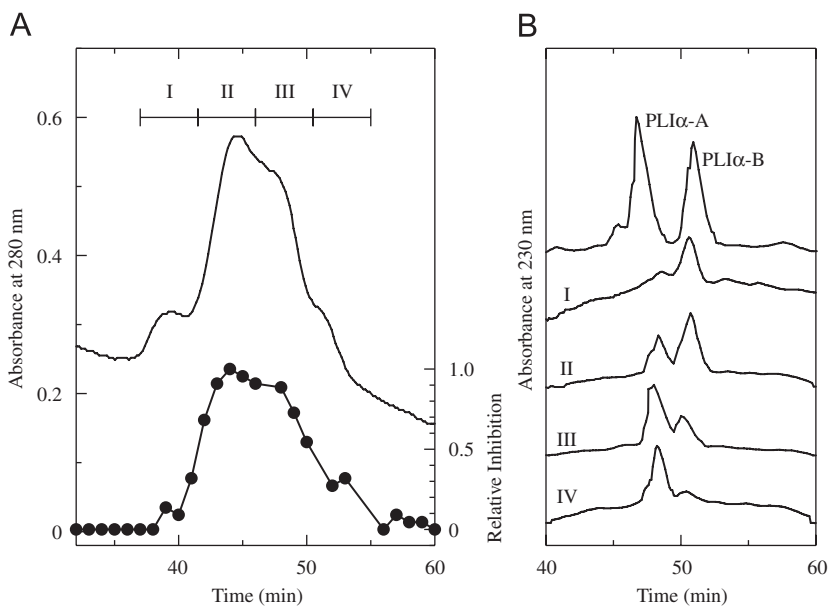 A
I II III IV
0.6
0.4
0.2
0
Absorbance at 280 nm
1.0
0.5
0
Relative Inhibition
40 50 60
Time (min)
B
PLIα-A
PLIα-B
I
II
III
IV
Absorbance at 230 nm
40 50 60
Time (min)